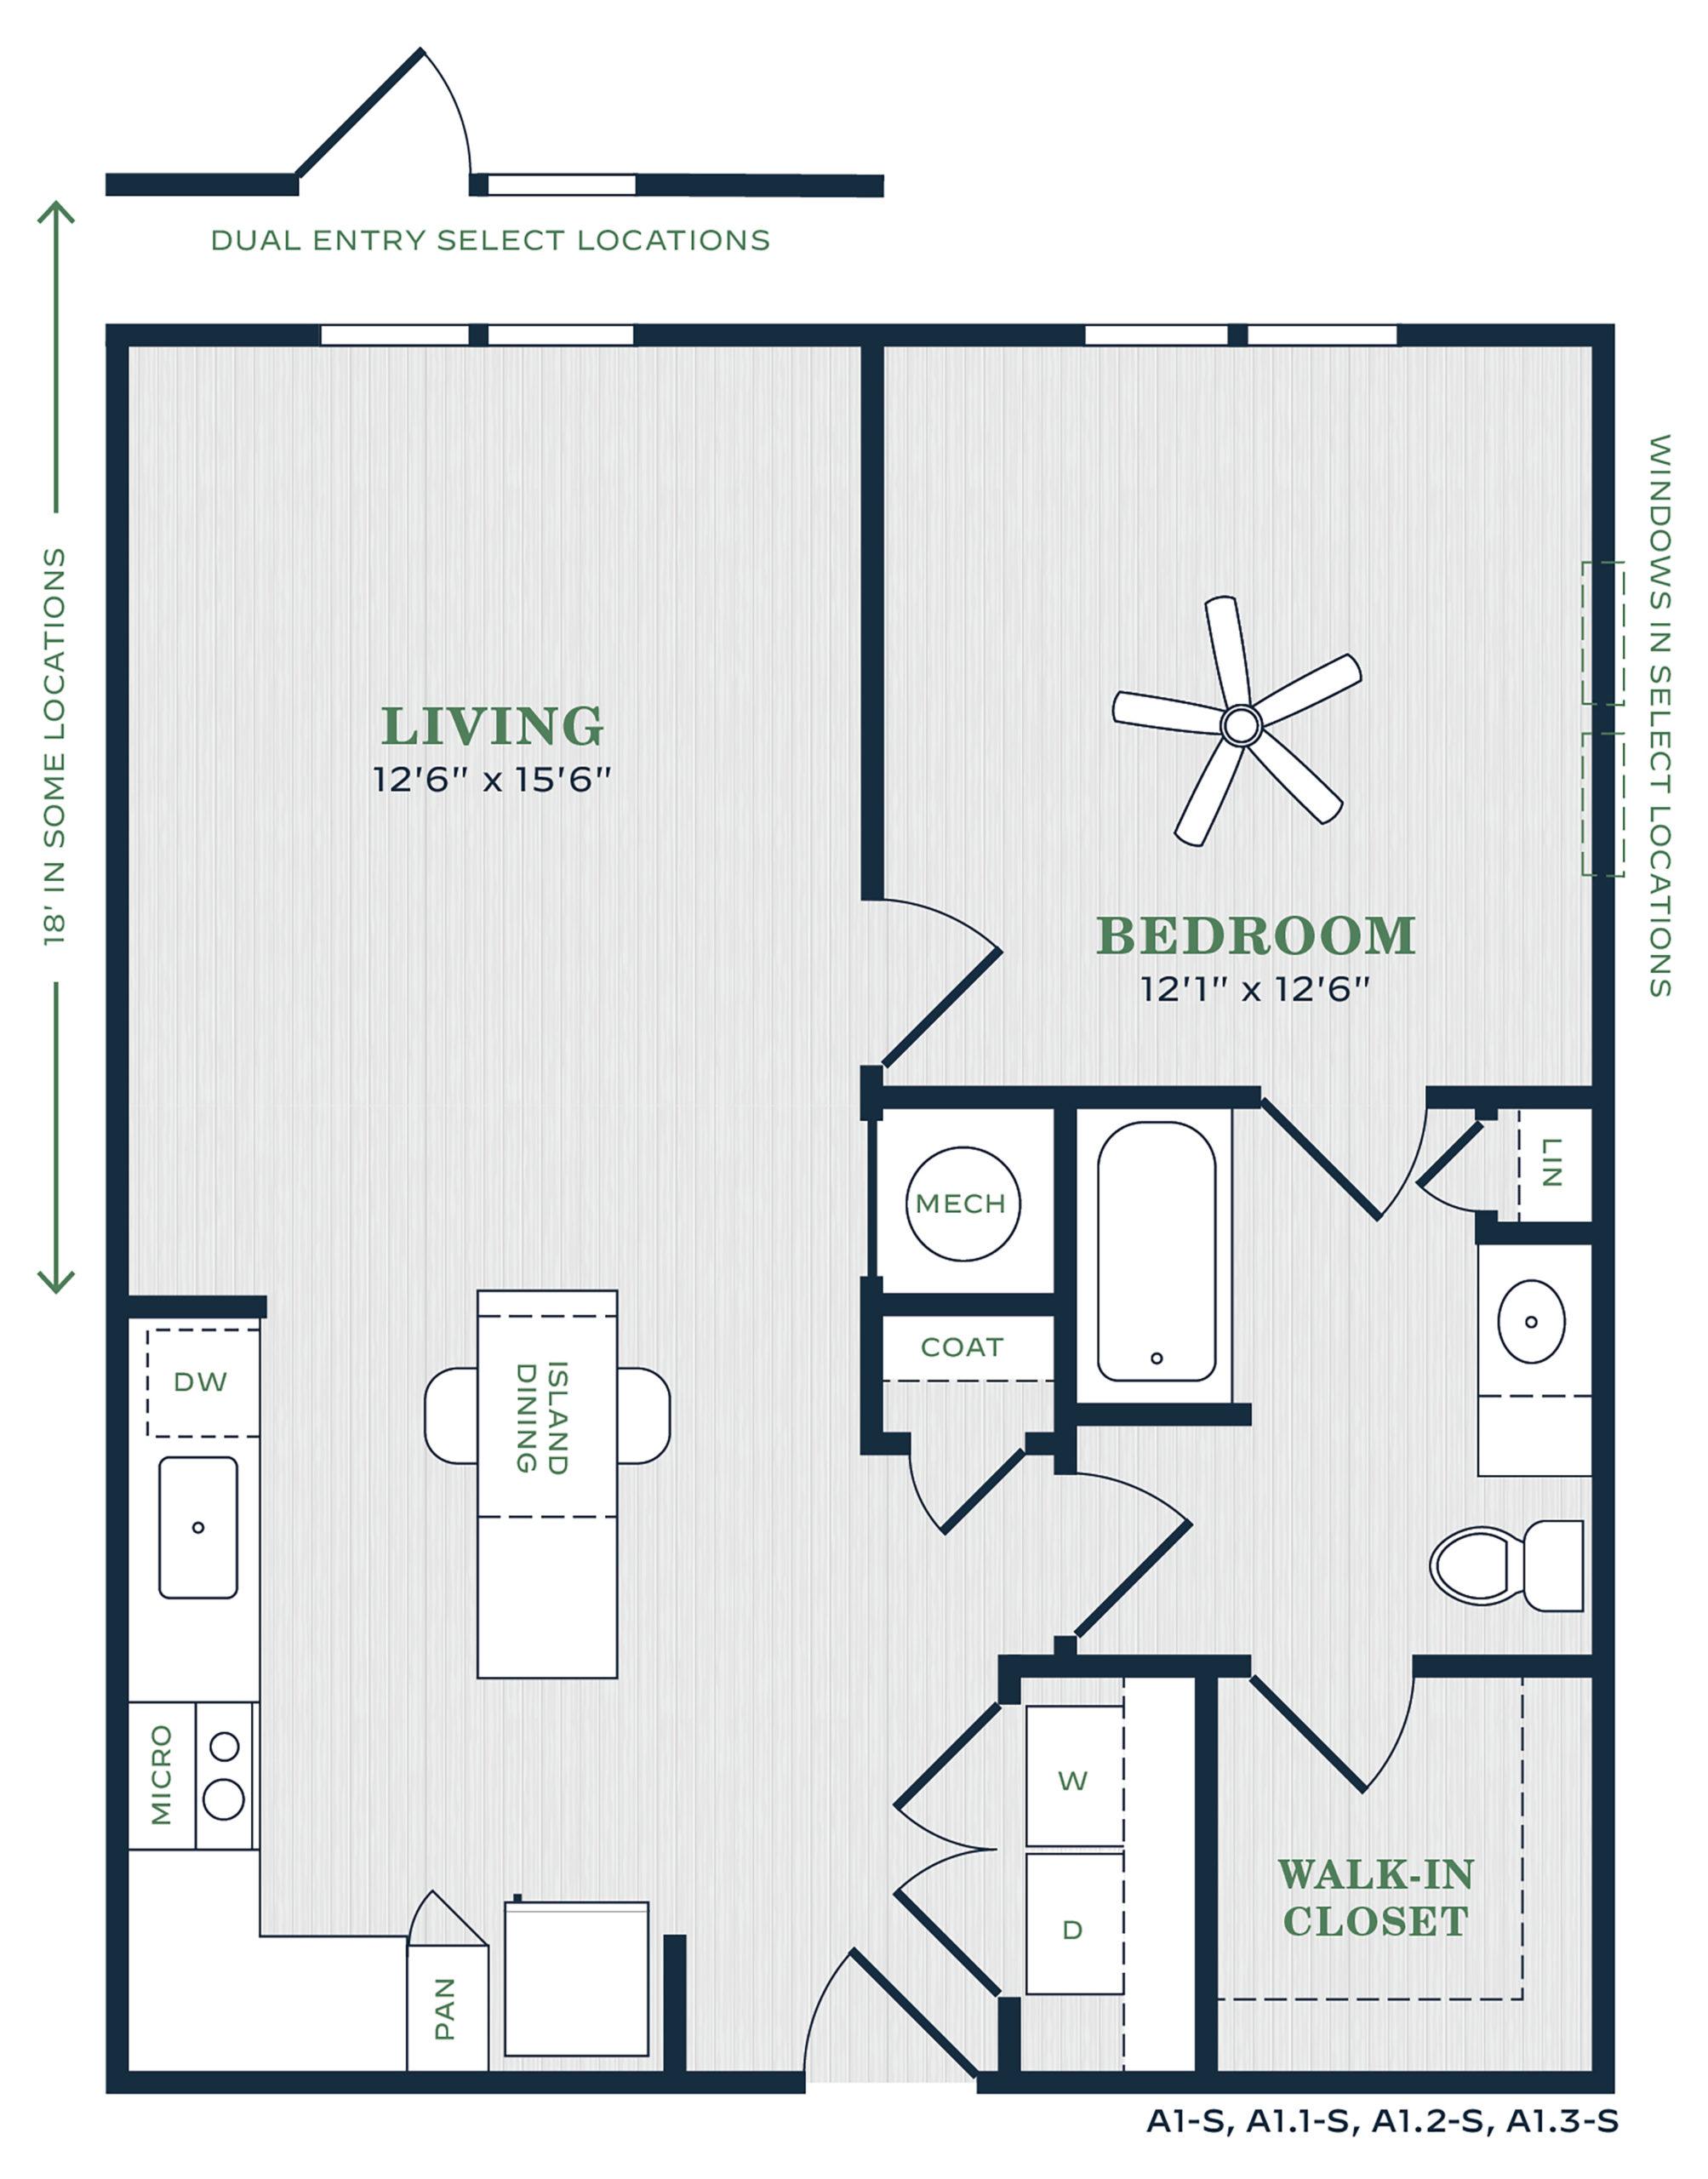 DUAL ENTRY SELECT LOCATIONS
18' IN SOME LOCATIONS
WINDOWS IN SELECT LOCATIONS
LIVING
12'6" x 15'6"
BEDROOM
12'1" x 12'6"
LIN
MECH
COAT
DW
ISLAND
DINING
MICRO
W
D
WALK-IN
CLOSET
PAN
A1-S, A1.1-S, A1.2-S, A1.3-S